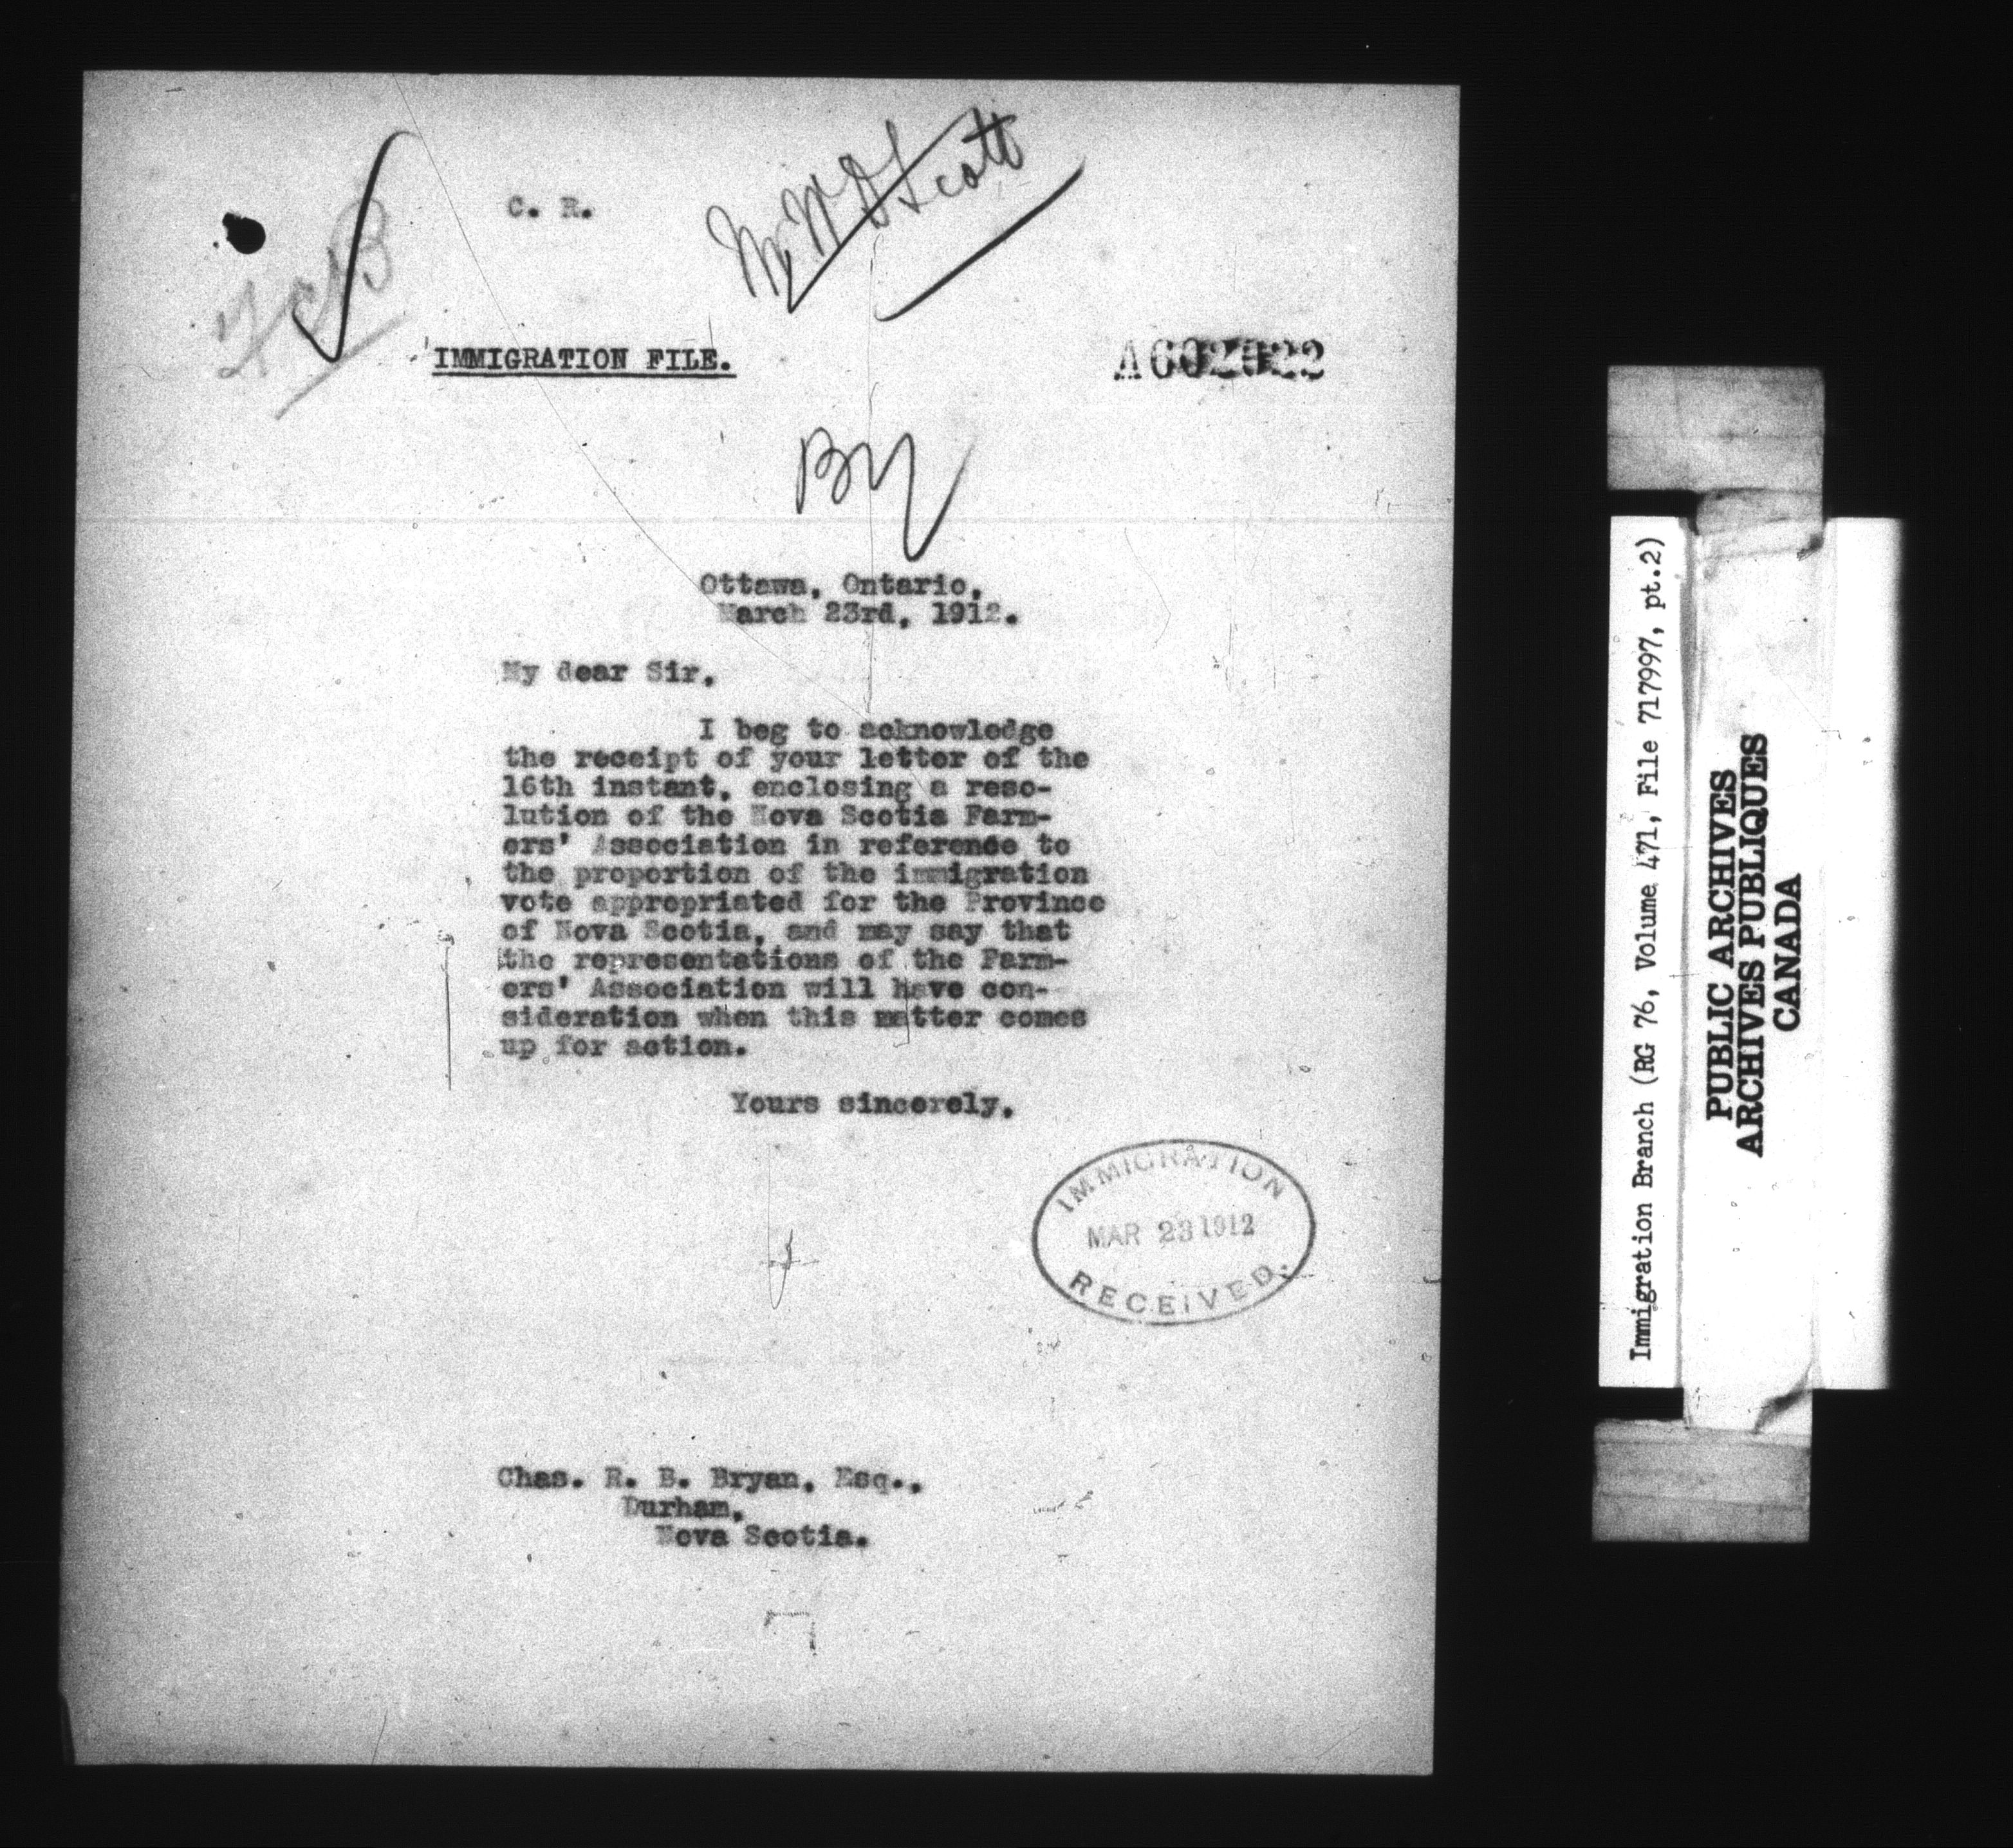 C. R.
Mr W D Scott
IMMIGRATION FILE.
Ottawa, Ontario,
March 23rd, 1912.
My dear Sir,
I beg to acknowledge
the receipt of your letter of the
16th instant, enclosing a reso-
lution of the Nova Scotia Farm-
ers' Association in reference to
the proportion of the immigration
vote appropriated for the Province
of Nova Scotia, and may say that
the representations of the Farm-
ers' Association will have con-
sideration when this matter comes
up for action.
Yours sincerely,
IMMIGRATION
MAR 23 1912
RECEIVED.
Chas. R. B. Bryan, Esq.,
Durham,
Nova Scotia.
Immigration Branch (RG 76, Volume 471, File 717997, pt.2)
PUBLIC ARCHIVES
ARCHIVES PUBLIQUES
CANADA